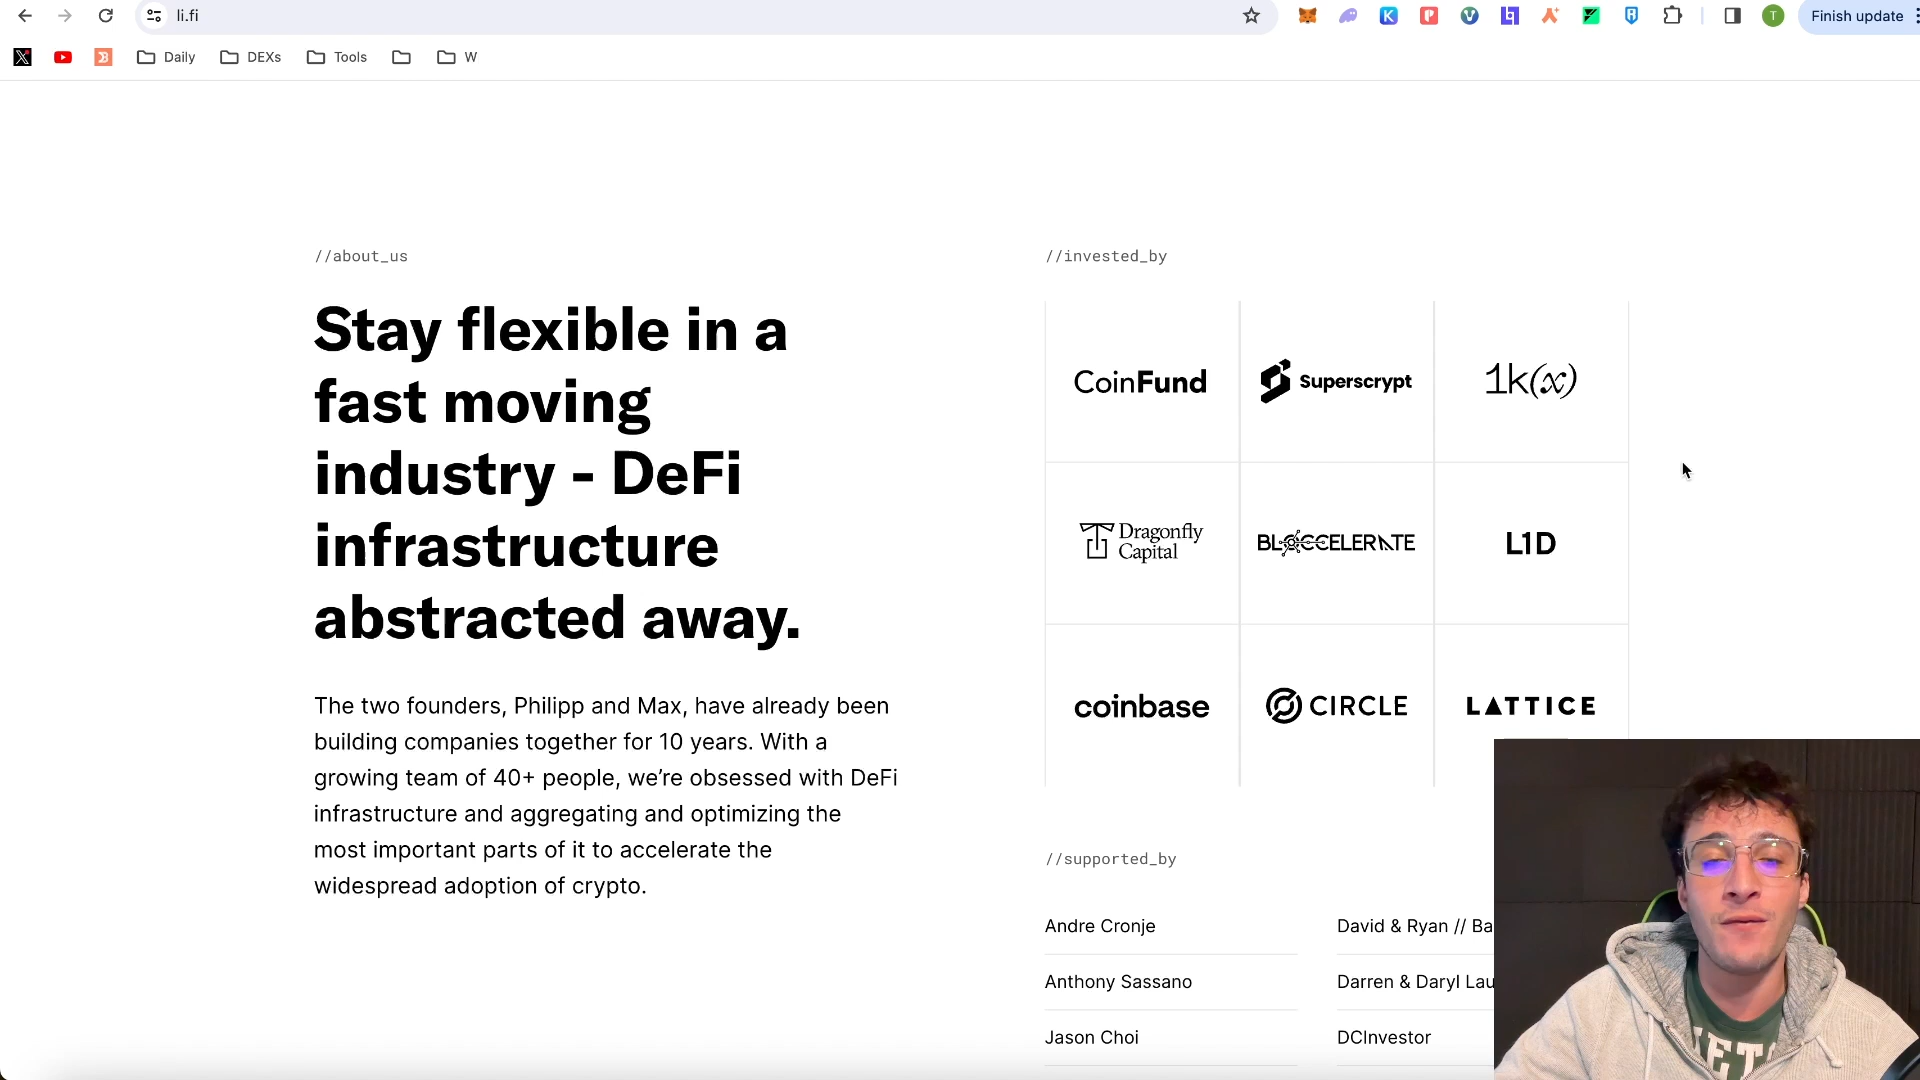 li.fi
T
Finish update
Daily
DEXs
Tools
W
//about_us
Stay flexible in a
fast moving
industry - DeFi
infrastructure
abstracted away.
The two founders, Philipp and Max, have already been
building companies together for 10 years. With a
growing team of 40+ people, we’re obsessed with DeFi
infrastructure and aggregating and optimizing the
most important parts of it to accelerate the
widespread adoption of crypto.
//invested_by
CoinFund
Superscrypt
1k(x)
Dragonfly
Capital
BLOCCELERATE
L1D
coinbase
CIRCLE
LATTICE
//supported_by
Andre Cronje
David & Ryan // Ba
Anthony Sassano
Darren & Daryl Lau
Jason Choi
DCInvestor